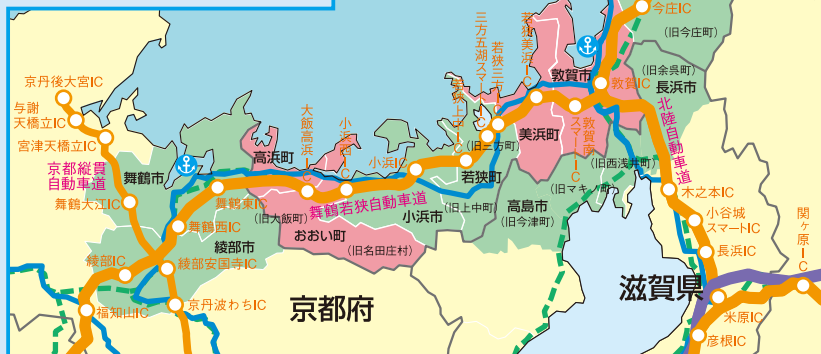 今庄IC
(旧今庄町)
三方五湖スマートIC
若狭三方IC
若狭美浜IC
敦賀市
敦賀IC
(旧余呉町)
長浜市
京丹後大宮IC
与謝
天橋立IC
宮津天橋立IC
京都縦貫
自動車道
舞鶴市
舞鶴大江IC
高浜町
大飯高浜IC
小浜西IC
小浜IC
若狭上中IC
(旧三方町)
若狭町
美浜町
敦賀南
スマートIC
北陸自動車道
(旧西浅井町)
(旧マキノ町)
木之本IC
舞鶴東IC
舞鶴西IC
(旧大飯町)
舞鶴若狭自動車道
小浜市
(旧上中町)
高島市
(旧今津町)
小谷城
スマートIC
関ヶ原IC
綾部市
おおい町
(旧名田庄村)
長浜IC
綾部IC
綾部安国寺IC
福知山IC
京丹波わちIC
京都府
滋賀県
米原IC
彦根IC